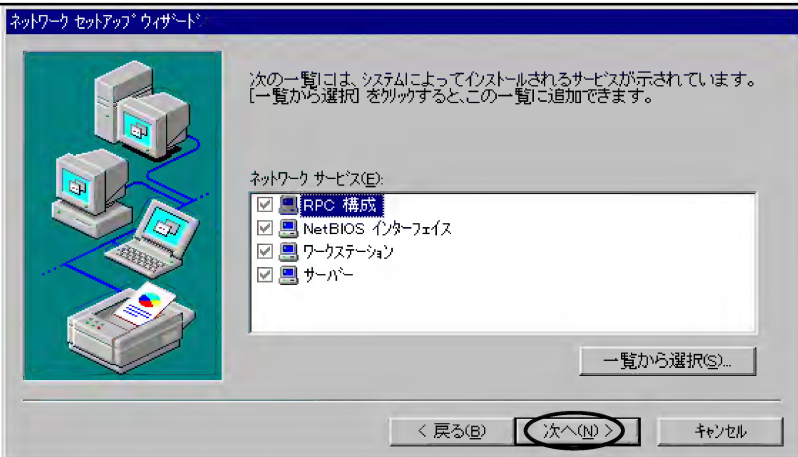 ネットワーク セットアップ ウィザード
次の一覧には、システムによってインストールされるサービスが示されています。
[一覧から選択] をクリックすると、この一覧に追加できます。
ネットワーク サービス(E):
RPC 構成
NetBIOS インターフェイス
ワークステーション
サーバー
一覧から選択(S)...
< 戻る(B)
次へ(N) >
キャンセル